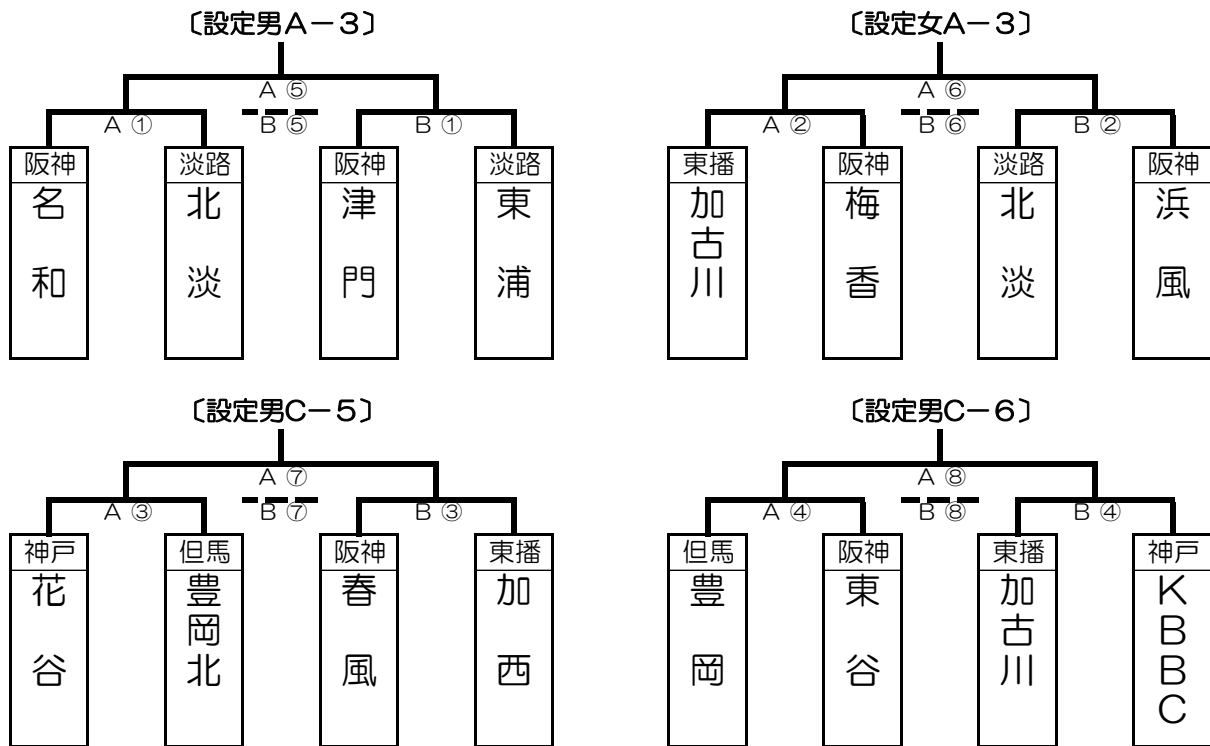 〔設定男A－3〕
A ⑤
A ① B ⑤ B ①
阪神 淡路 阪神 淡路
名和 北淡 津門 東浦
〔設定女A－3〕
A ⑥
A ② B ⑥ B ②
東播 阪神 淡路 阪神
加古川 梅香 北淡 浜風
〔設定男C－5〕
A ⑦
A ③ B ⑦ B ③
神戸 但馬 阪神 東播
花谷 豊岡北 春風 加西
〔設定男C－6〕
A ⑧
A ④ B ⑧ B ④
但馬 阪神 東播 神戸
豊岡 東谷 加古川 KBBC